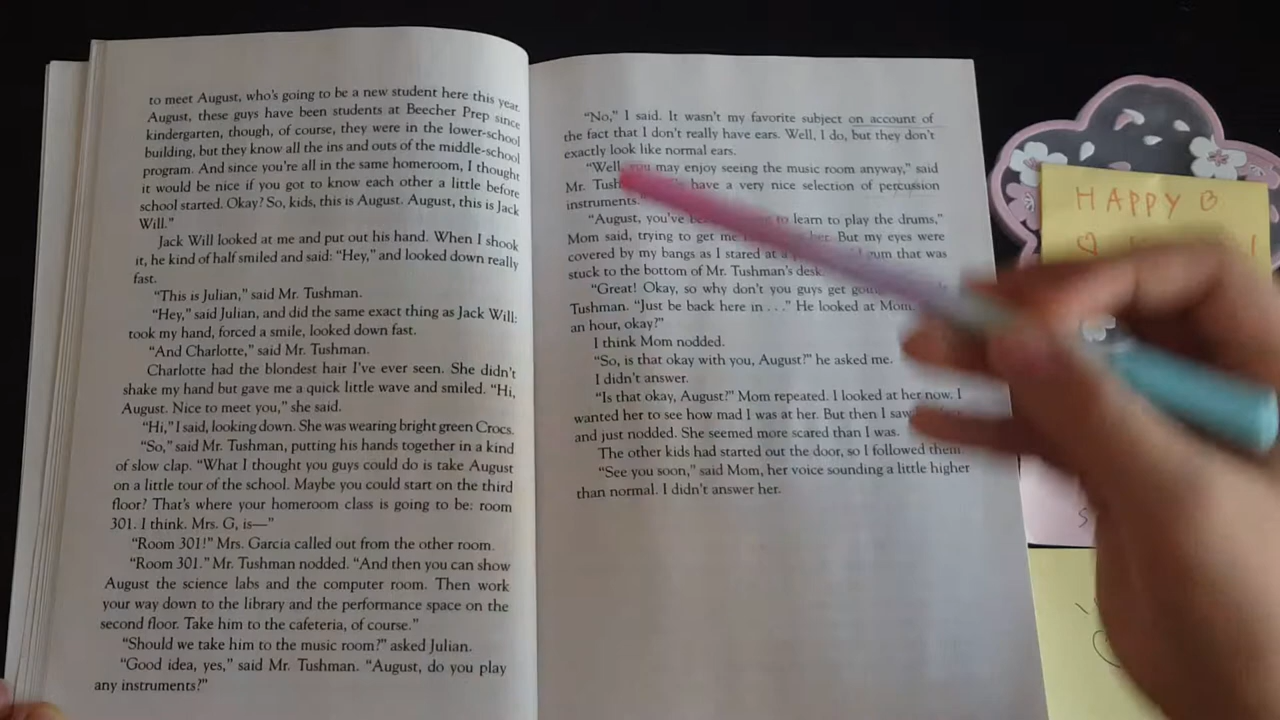 to meet August, who's going to be a new student here this year.
August, these guys have been students at Beecher Prep since
kindergarten, though, of course, they were in the lower-school
building, but they know all the ins and outs of the middle-school
program. And since you're all in the same homeroom, I thought
it would be nice if you got to know each other a little before
school started. Okay? So, kids, this is August. August, this is Jack
Will."
Jack Will looked at me and put out his hand. When I shook
it, he kind of half smiled and said: "Hey," and looked down really
fast.
"This is Julian," said Mr. Tushman.
"Hey," said Julian, and did the same exact thing as Jack Will:
took my hand, forced a smile, looked down fast.
"And Charlotte," said Mr. Tushman.
Charlotte had the blondest hair I've ever seen. She didn't
shake my hand but gave me a quick little wave and smiled. "Hi,
August. Nice to meet you," she said.
"Hi," I said, looking down. She was wearing bright green Crocs.
"So," said Mr. Tushman, putting his hands together in a kind
of slow clap. "What I thought you guys could do is take August
on a little tour of the school. Maybe you could start on the third
floor? That's where your homeroom class is going to be: room
301. I think. Mrs. G, is—"
"Room 301!" Mrs. Garcia called out from the other room.
"Room 301." Mr. Tushman nodded. "And then you can show
August the science labs and the computer room. Then work
your way down to the library and the performance space on the
second floor. Take him to the cafeteria, of course."
"Should we take him to the music room?" asked Julian.
"Good idea, yes," said Mr. Tushman. "August, do you play
any instruments?"
"No," I said. It wasn't my favorite subject on account of
the fact that I don't really have ears. Well, I do, but they don't
exactly look like normal ears.
"Well, you may enjoy seeing the music room anyway," said
Mr. have a very nice selection of percussion
instruments."
"August, you've to learn to play the drums,"
Mom said, trying to get me her. But my eyes were
covered by my bangs as I stared at a gum that was
stuck to the bottom of Mr. Tushman's desk.
"Great! Okay, so why don't you guys get
Tushman. "Just be back here in . . ." He looked at Mom.
an hour, okay?"
I think Mom nodded.
"So, is that okay with you, August?" he asked me.
I didn't answer.
"Is that okay, August?" Mom repeated. I looked at her now. I
wanted her to see how mad I was at her. But then I saw
and just nodded. She seemed more scared than I was.
The other kids had started out the door, so I followed them.
"See you soon," said Mom, her voice sounding a little higher
than normal. I didn't answer her.
HAPPY